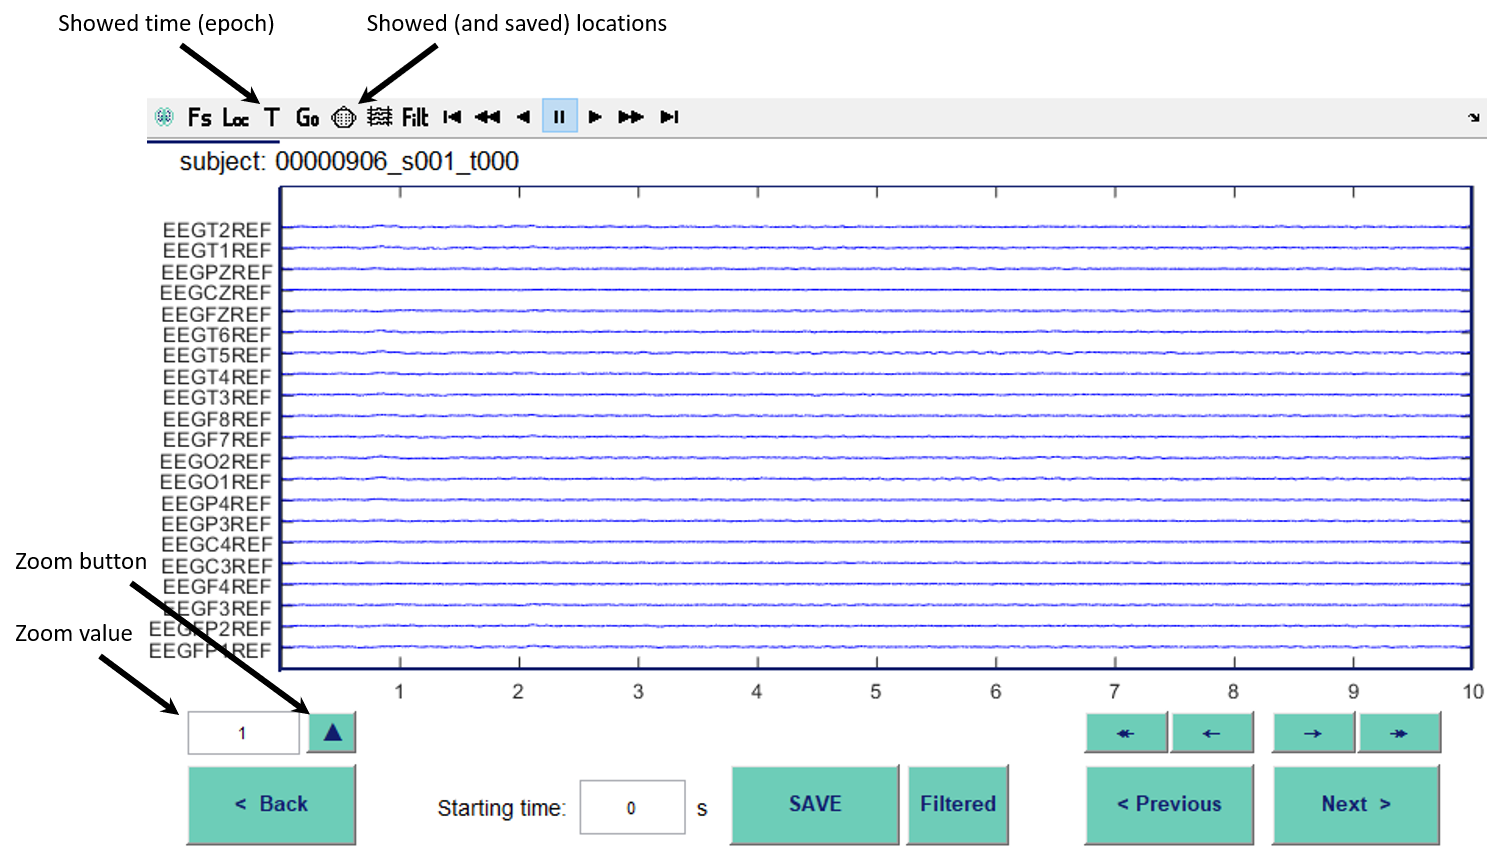 Showed time (epoch) Showed (and saved) locations
Fs Loc T Go Filt
subject: 00000906_s001_t000
EEGT2REF
EEGT1REF
EEGPZREF
EEGCZREF
EEGFZREF
EEGT6REF
EEGT5REF
EEGT4REF
EEGT3REF
EEGF8REF
EEGF7REF
EEGO2REF
EEGO1REF
EEGP4REF
EEGP3REF
EEGC4REF
Zoom button
EEGC3REF
EEGF4REF
EEGF3REF
Zoom value
EEGFP2REF
EEGFP1REF
1 2 3 4 5 6 7 8 9 10
1
< Back
Starting time: 0 s
SAVE
Filtered
< Previous
Next >